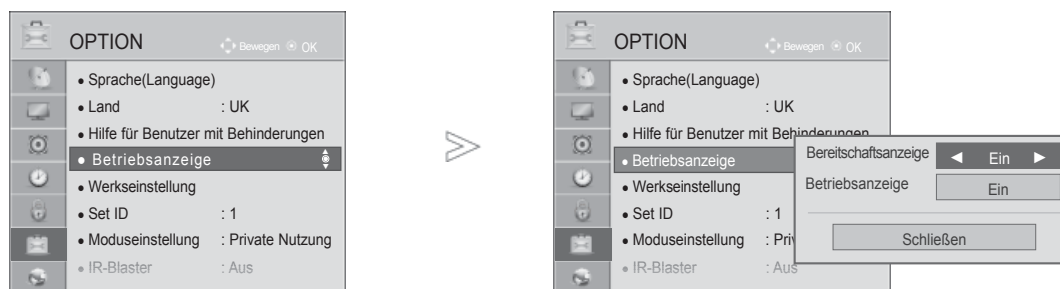 OPTION
Bewegen OK
• Sprache(Language)
• Land : UK
• Hilfe für Benutzer mit Behinderungen
• Betriebsanzeige
• Werkseinstellung
• Set ID : 1
• Moduseinstellung : Private Nutzung
• IR-Blaster : Aus
OPTION
Bewegen OK
• Sprache(Language)
• Land : UK
• Hilfe für Benutzer mit Behinderungen
• Betriebsanzeige
• Werkseinstellung
• Set ID : 1
• Moduseinstellung : Priv
• IR-Blaster : Aus
Bereitschaftsanzeige ◀ Ein ▶
Betriebsanzeige Ein
Schließen